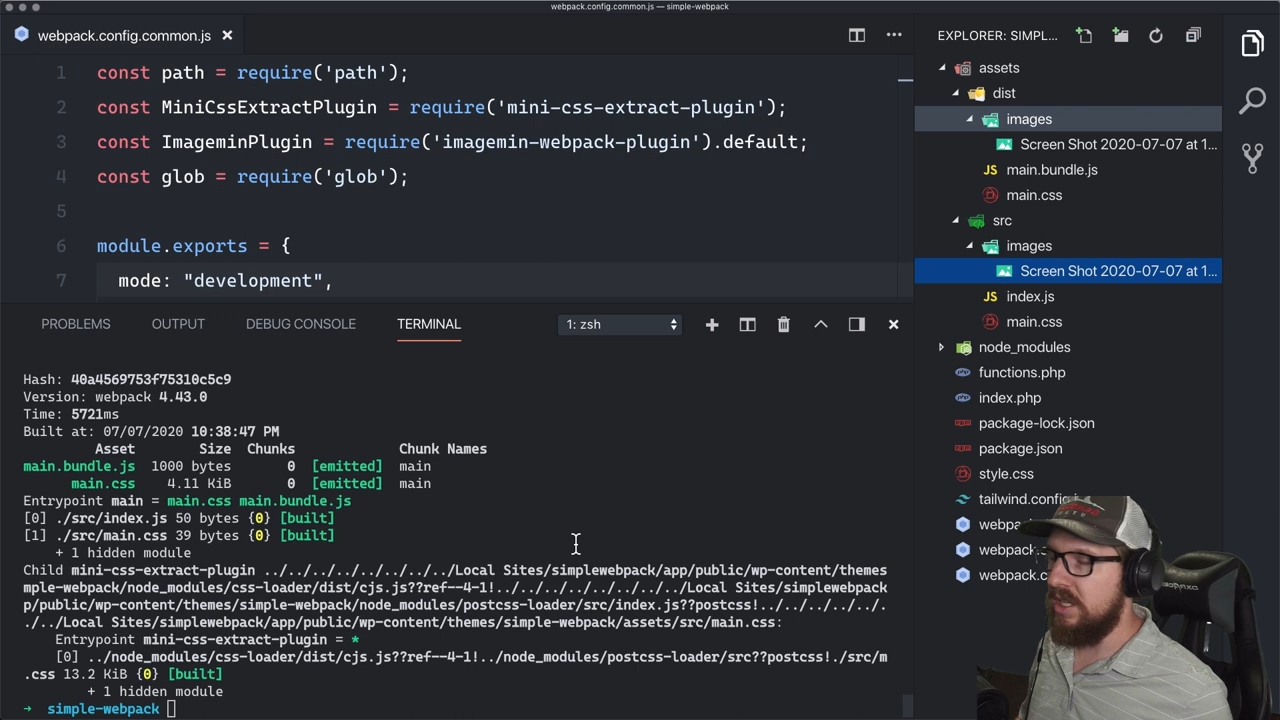 webpack.config.common.js — simple-webpack
webpack.config.common.js
1 const path = require('path');
2 const MiniCssExtractPlugin = require('mini-css-extract-plugin');
3 const ImageminPlugin = require('imagemin-webpack-plugin').default;
4 const glob = require('glob');
5
6 module.exports = {
7 mode: "development",
PROBLEMS OUTPUT DEBUG CONSOLE TERMINAL 1: zsh
Hash: 40a4569753f75310c5c9
Version: webpack 4.43.0
Time: 5721ms
Built at: 07/07/2020 10:38:47 PM
Asset Size Chunks Chunk Names
main.bundle.js 1000 bytes 0 [emitted] main
main.css 4.11 KiB 0 [emitted] main
Entrypoint main = main.css main.bundle.js
[0] ./src/index.js 50 bytes {0} [built]
[1] ./src/main.css 39 bytes {0} [built]
+ 1 hidden module
Child mini-css-extract-plugin ../../../../../../../Local Sites/simplewebpack/app/public/wp-content/themes
mple-webpack/node_modules/css-loader/dist/cjs.js??ref--4-1!../../../../../../../Local Sites/simplewebpack
p/public/wp-content/themes/simple-webpack/node_modules/postcss-loader/src/index.js??postcss!../../../../.
./../Local Sites/simplewebpack/app/public/wp-content/themes/simple-webpack/assets/src/main.css:
Entrypoint mini-css-extract-plugin = *
[0] ../node_modules/css-loader/dist/cjs.js??ref--4-1!../node_modules/postcss-loader/src??postcss!./src/m
.css 13.2 KiB {0} [built]
+ 1 hidden module
→ simple-webpack
EXPLORER: SIMPL...
assets
dist
images
Screen Shot 2020-07-07 at 1...
JS main.bundle.js
main.css
src
images
Screen Shot 2020-07-07 at 1...
JS index.js
main.css
node_modules
functions.php
index.php
package-lock.json
package.json
style.css
tailwind.config.j
webpa
webpack.c
webpack.c